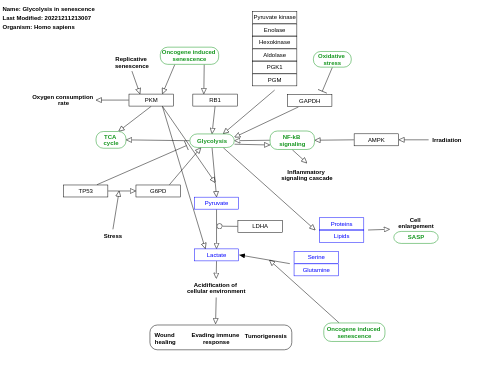 Name: Glycolysis in senescence
Last Modified: 20221211213007
Organism: Homo sapiens
Pyruvate kinase
Enolase
Hexokinase
Aldolase
PGK1
PGM
Oncogene induced
senescence
Oxidative
stress
Replicative
senescence
Oxygen consumption
rate
PKM
RB1
GAPDH
TCA
cycle
Glycolysis
NF-kB
signaling
AMPK
Irradiation
Inflammatory
signaling cascade
TP53
G6PD
Pyruvate
Stress
LDHA
Proteins
Lipids
Cell
enlargement
SASP
Lactate
Serine
Glutamine
Acidification of
cellular environment
Wound
healing
Evading immune
response
Tumorigenesis
Oncogene induced
senescence